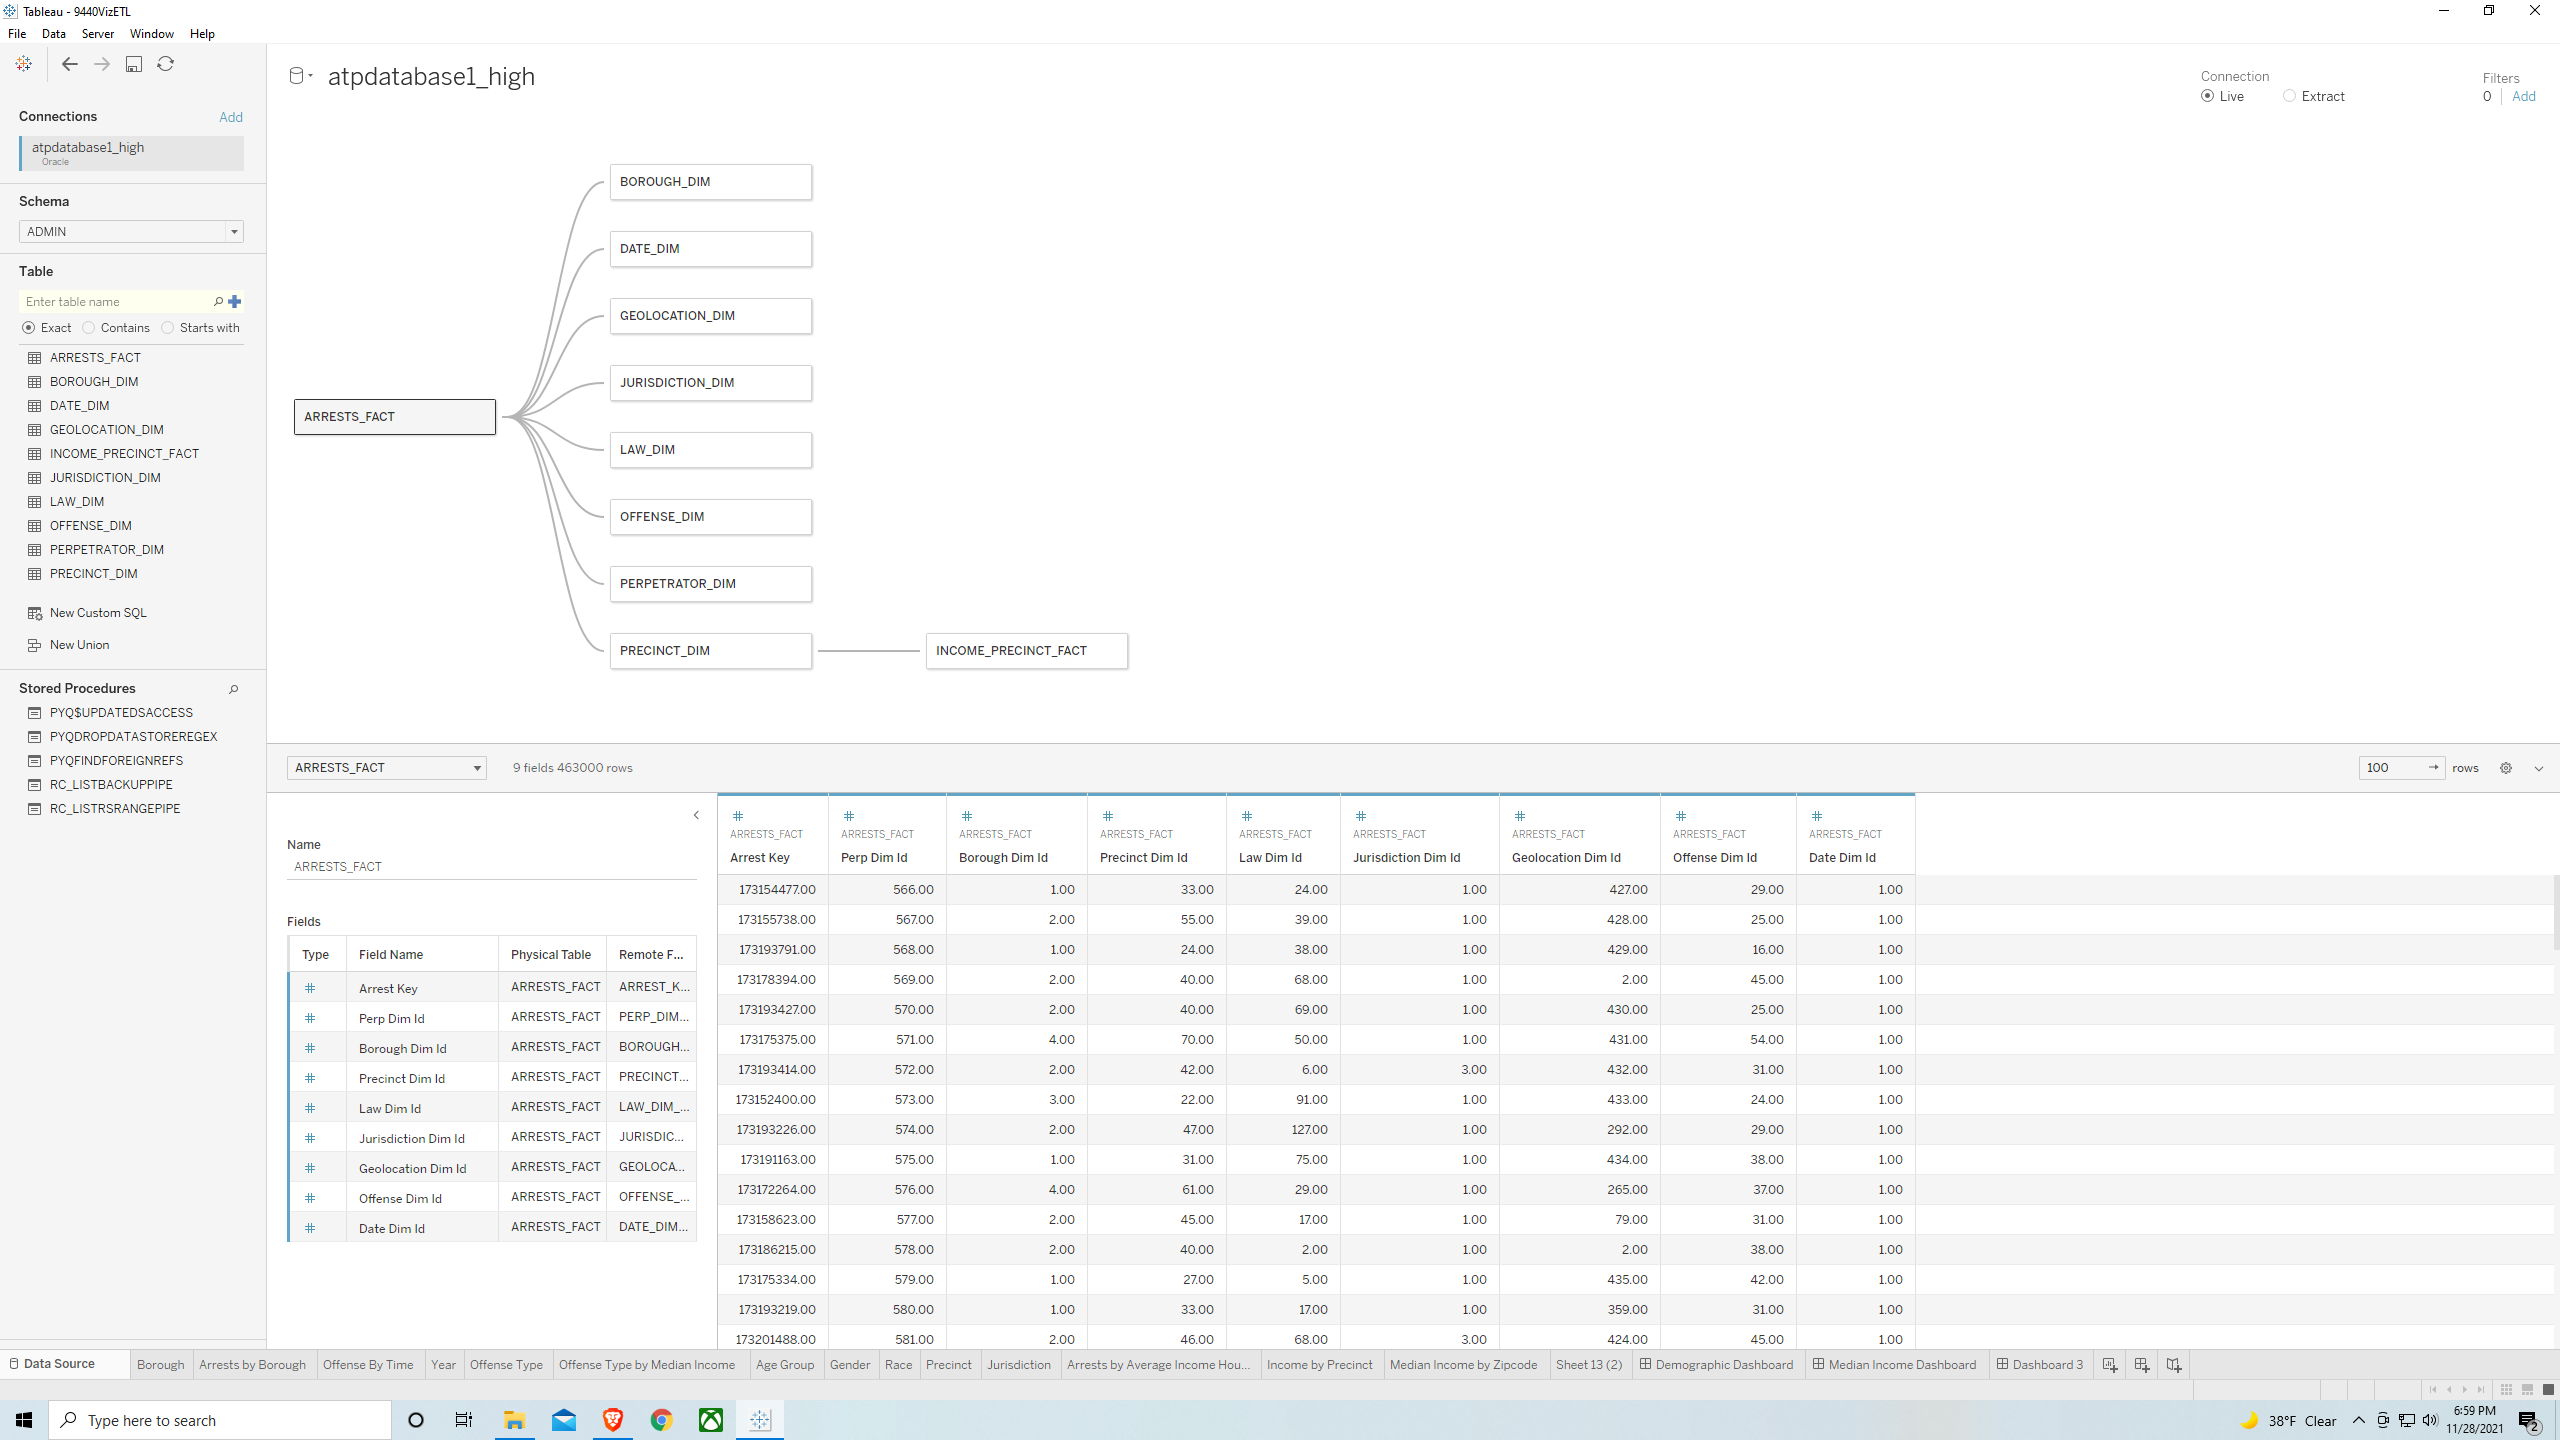 Tableau - 9440VizETL
File Data Server Window Help
Connections Add
atpdatabase1_high
Oracle
Schema
ADMIN
Table
Enter table name
Exact Contains Starts with
ARRESTS_FACT
BOROUGH_DIM
DATE_DIM
GEOLOCATION_DIM
INCOME_PRECINCT_FACT
JURISDICTION_DIM
LAW_DIM
OFFENSE_DIM
PERPETRATOR_DIM
PRECINCT_DIM
New Custom SQL
New Union
Stored Procedures
PYQ$UPDATEDSACCESS
PYQDROPDATASTOREREGEX
PYQFINDFOREIGNREFS
RC_LISTBACKUPPIPE
RC_LISTRSRANGEPIPE
atpdatabase1_high
Connection
Live Extract
Filters
0 Add
ARRESTS_FACT
BOROUGH_DIM
DATE_DIM
GEOLOCATION_DIM
JURISDICTION_DIM
LAW_DIM
OFFENSE_DIM
PERPETRATOR_DIM
PRECINCT_DIM
INCOME_PRECINCT_FACT
ARRESTS_FACT 9 fields 463000 rows 100 rows
Name
ARRESTS_FACT
Fields
Type Field Name Physical Table Remote F...
Arrest Key ARRESTS_FACT ARREST_K...
Perp Dim Id ARRESTS_FACT PERP_DIM...
Borough Dim Id ARRESTS_FACT BOROUGH...
Precinct Dim Id ARRESTS_FACT PRECINCT...
Law Dim Id ARRESTS_FACT LAW_DIM_...
Jurisdiction Dim Id ARRESTS_FACT JURISDIC...
Geolocation Dim Id ARRESTS_FACT GEOLOCA...
Offense Dim Id ARRESTS_FACT OFFENSE_...
Date Dim Id ARRESTS_FACT DATE_DIM...
ARRESTS_FACT ARRESTS_FACT ARRESTS_FACT ARRESTS_FACT ARRESTS_FACT ARRESTS_FACT ARRESTS_FACT ARRESTS_FACT ARRESTS_FACT
Arrest Key Perp Dim Id Borough Dim Id Precinct Dim Id Law Dim Id Jurisdiction Dim Id Geolocation Dim Id Offense Dim Id Date Dim Id
173154477.00 566.00 1.00 33.00 24.00 1.00 427.00 29.00 1.00
173155738.00 567.00 2.00 55.00 39.00 1.00 428.00 25.00 1.00
173193791.00 568.00 1.00 24.00 38.00 1.00 429.00 16.00 1.00
173178394.00 569.00 2.00 40.00 68.00 1.00 2.00 45.00 1.00
173193427.00 570.00 2.00 40.00 69.00 1.00 430.00 25.00 1.00
173175375.00 571.00 4.00 70.00 50.00 1.00 431.00 54.00 1.00
173193414.00 572.00 2.00 42.00 6.00 3.00 432.00 31.00 1.00
173152400.00 573.00 3.00 22.00 91.00 1.00 433.00 24.00 1.00
173193226.00 574.00 2.00 47.00 127.00 1.00 292.00 29.00 1.00
173191163.00 575.00 1.00 31.00 75.00 1.00 434.00 38.00 1.00
173172264.00 576.00 4.00 61.00 29.00 1.00 265.00 37.00 1.00
173158623.00 577.00 2.00 45.00 17.00 1.00 79.00 31.00 1.00
173186215.00 578.00 2.00 40.00 2.00 1.00 2.00 38.00 1.00
173175334.00 579.00 1.00 27.00 5.00 1.00 435.00 42.00 1.00
173193219.00 580.00 1.00 33.00 17.00 1.00 359.00 31.00 1.00
173201488.00 581.00 2.00 46.00 68.00 3.00 424.00 45.00 1.00
Data Source Borough Arrests by Borough Offense By Time Year Offense Type Offense Type by Median Income Age Group Gender Race Precinct Jurisdiction Arrests by Average Income Hou... Income by Precinct Median Income by Zipcode Sheet 13 (2) Demographic Dashboard Median Income Dashboard Dashboard 3
Type here to search
38°F Clear
6:59 PM
11/28/2021
2